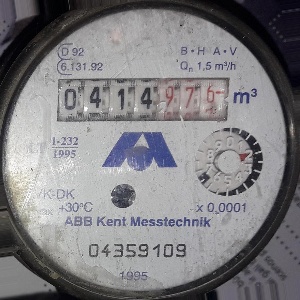 D 92 B • H A • V
6.131.92 Qn 1,5 m³/h
0414976 m³
1-232
1995
VK-DK
+30°C x 0,0001
ABB Kent Messtechnik
04359109
1995